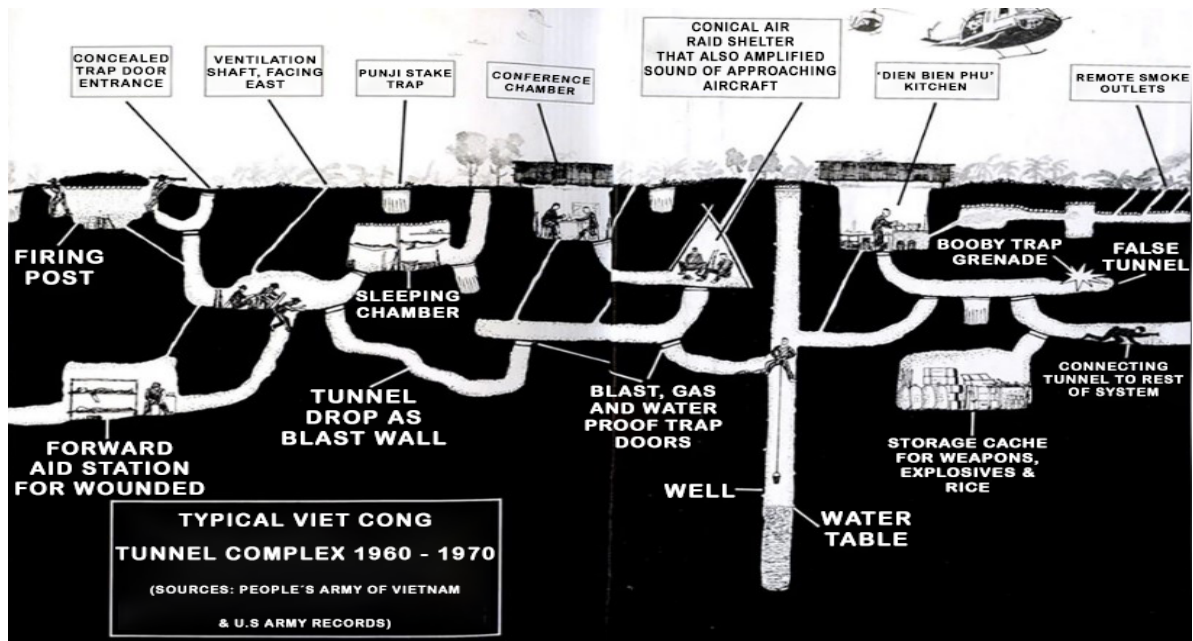 CONCEALED
TRAP DOOR
ENTRANCE
VENTILATION
SHAFT, FACING
EAST
PUNJI STAKE
TRAP
CONFERENCE
CHAMBER
CONICAL AIR
RAID SHELTER
THAT ALSO AMPLIFIED
SOUND OF APPROACHING
AIRCRAFT
'DIEN BIEN PHU'
KITCHEN
REMOTE SMOKE
OUTLETS
FIRING
POST
SLEEPING
CHAMBER
BOOBY TRAP
GRENADE
FALSE
TUNNEL
TUNNEL
DROP AS
BLAST WALL
BLAST, GAS
AND WATER
PROOF TRAP
DOORS
CONNECTING
TUNNEL TO REST
OF SYSTEM
FORWARD
AID STATION
FOR WOUNDED
STORAGE CACHE
FOR WEAPONS,
EXPLOSIVES &
RICE
WELL
WATER
TABLE
TYPICAL VIET CONG
TUNNEL COMPLEX 1960 - 1970
(SOURCES: PEOPLE´S ARMY OF VIETNAM
& U.S ARMY RECORDS)